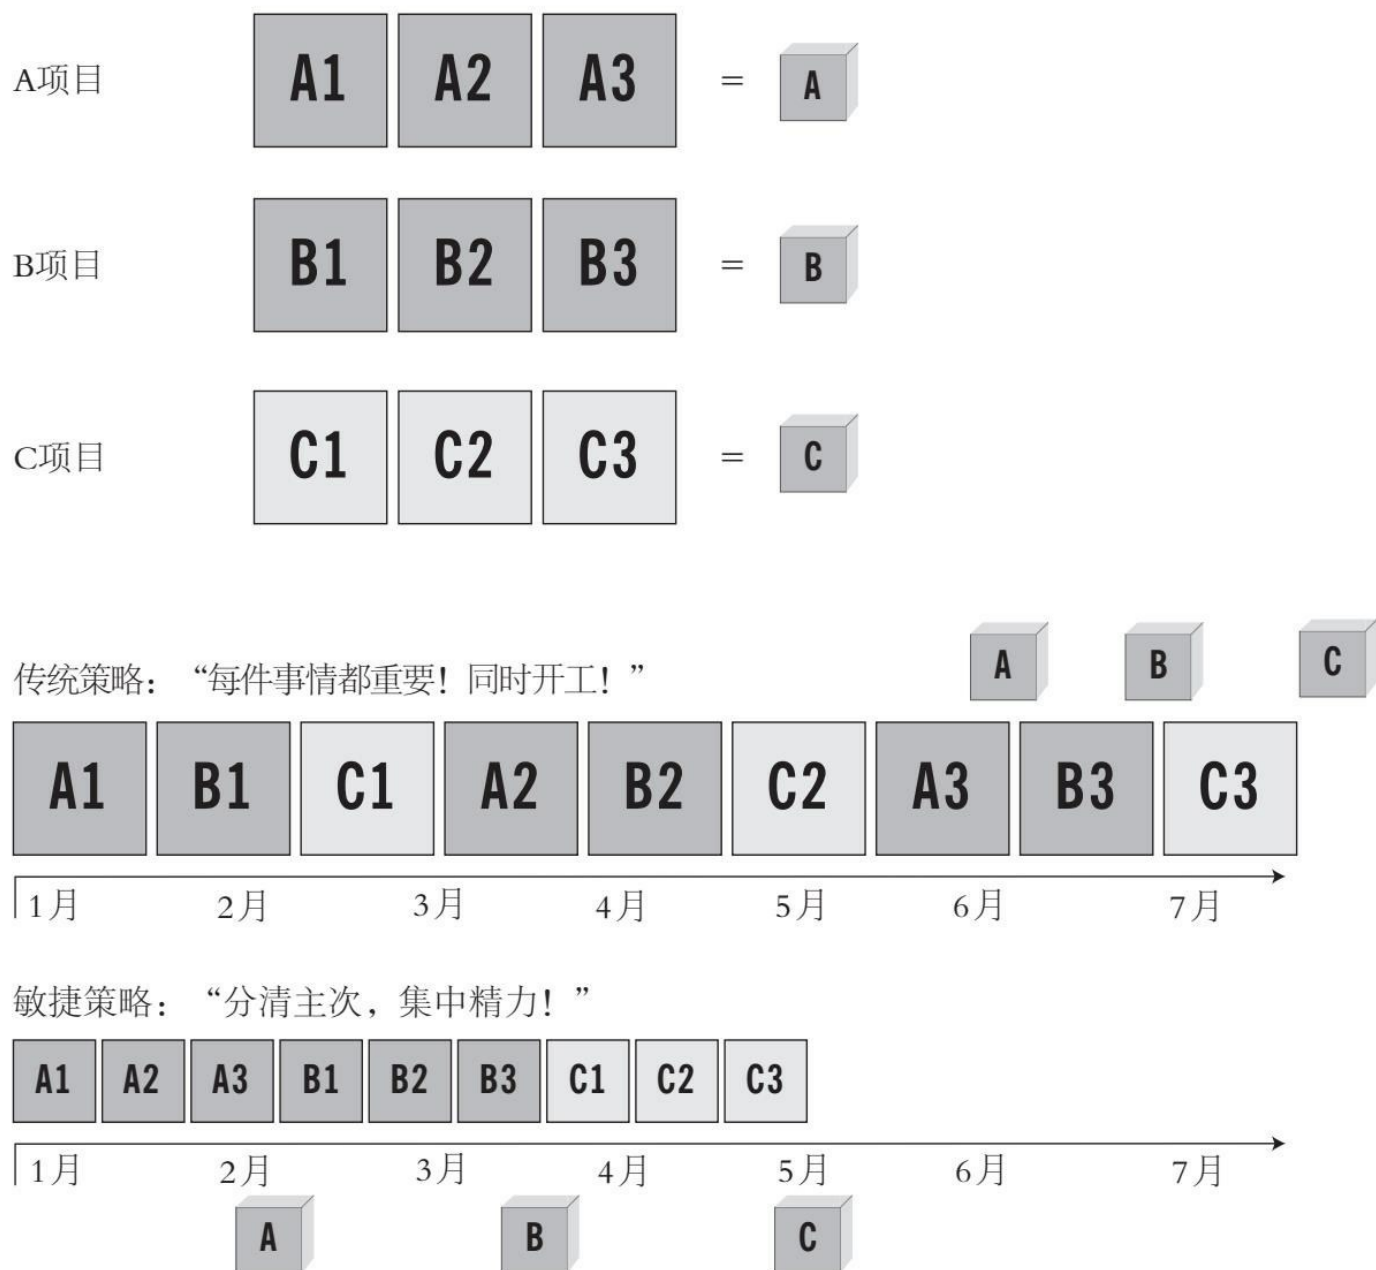 A项目 A1 A2 A3 = A
B项目 B1 B2 B3 = B
C项目 C1 C2 C3 = C
A B C
传统策略：“每件事情都重要！同时开工！”
A1 B1 C1 A2 B2 C2 A3 B3 C3
1月 2月 3月 4月 5月 6月 7月
敏捷策略：“分清主次，集中精力！”
A1 A2 A3 B1 B2 B3 C1 C2 C3
1月 2月 3月 4月 5月 6月 7月
A B C